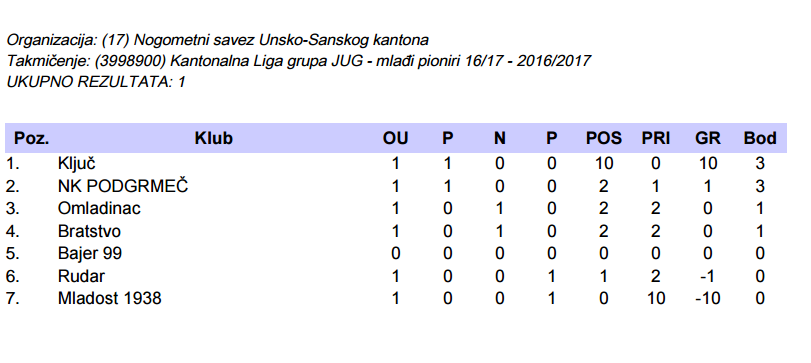 Organizacija: (17) Nogometni savez Unsko-Sanskog kantona
Takmičenje: (3998900) Kantonalna Liga grupa JUG - mlađi pioniri 16/17 - 2016/2017
UKUPNO REZULTATA: 1
Poz. Klub OU P N P POS PRI GR Bod
1. Ključ 1 1 0 0 10 0 10 3
2. NK PODGRMEČ 1 1 0 0 2 1 1 3
3. Omladinac 1 0 1 0 2 2 0 1
4. Bratstvo 1 0 1 0 2 2 0 1
5. Bajer 99 0 0 0 0 0 0 0 0
6. Rudar 1 0 0 1 1 2 -1 0
7. Mladost 1938 1 0 0 1 0 10 -10 0